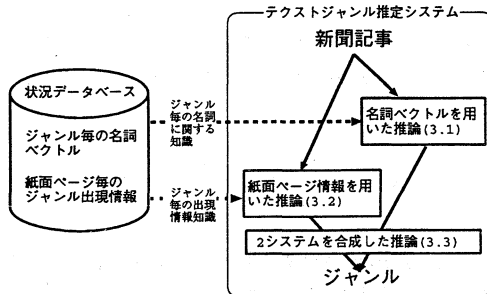 テクストジャンル推定システム
新聞記事
状況データベース
ジャンル毎の名詞
ベクトル
紙面ページ毎の
ジャンル出現情報
ジャンル
毎の名詞
に関する
知識
ジャンル
毎の出現
情報知識
名詞ベクトルを用
いた推論(3.1)
紙面ページ情報を用
いた推論(3.2)
2システムを合成した推論(3.3)
ジャンル